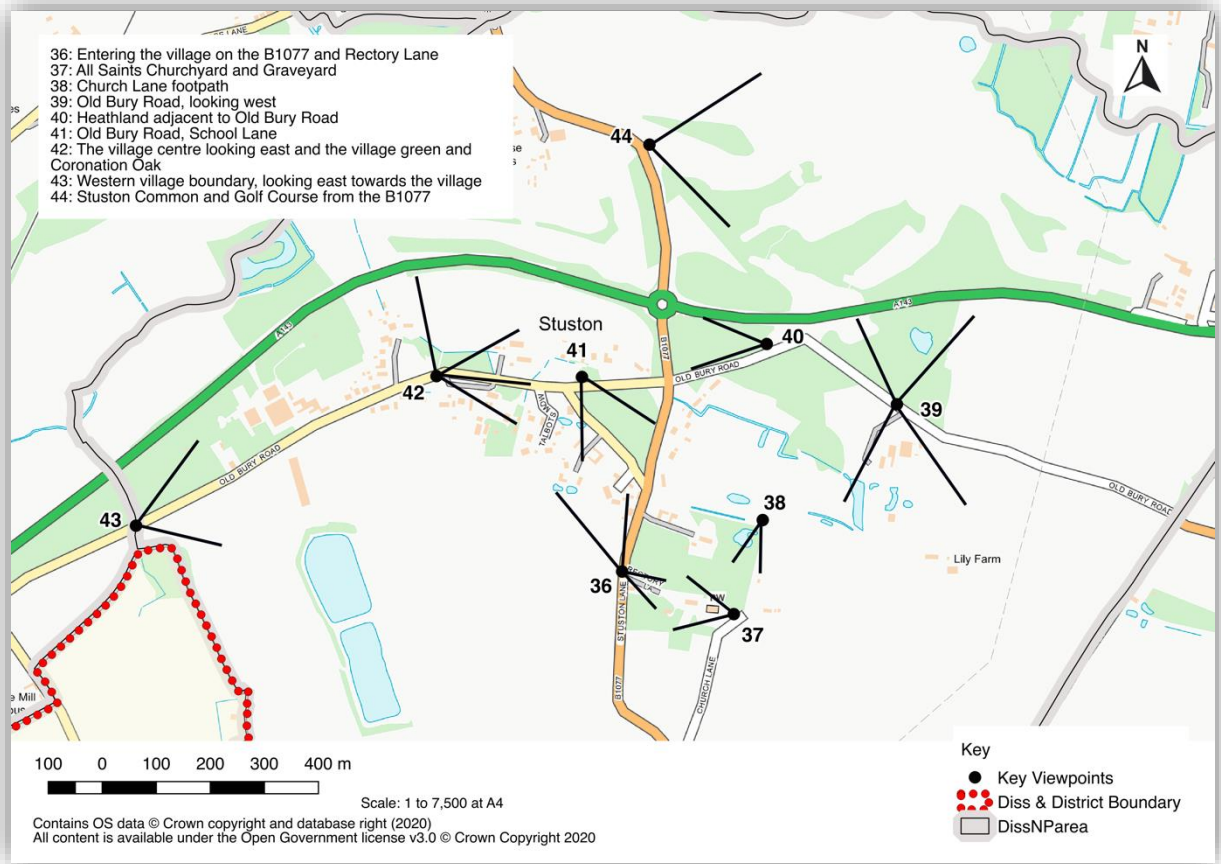 36: Entering the village on the B1077 and Rectory Lane
37: All Saints Churchyard and Graveyard
38: Church Lane footpath
39: Old Bury Road, looking west
40: Heathland adjacent to Old Bury Road
41: Old Bury Road, School Lane
42: The village centre looking east and the village green and
Coronation Oak
43: Western village boundary, looking east towards the village
44: Stuston Common and Golf Course from the B1077
N
44
A143
Stuston
41
B1077
40
A143
OLD BURY ROAD
42
TALBOTS
MDW
39
OLD BURY ROAD
OLD BURY ROAD
43
38
Lily Farm
36
RECTORY
LA
STUSTON LANE
37
B1077
CHURCH LANE
e Mill
100 0 100 200 300 400 m
Scale: 1 to 7,500 at A4
Contains OS data © Crown copyright and database right (2020)
All content is available under the Open Government license v3.0 © Crown Copyright 2020
Key
Key Viewpoints
Diss & District Boundary
DissNParea